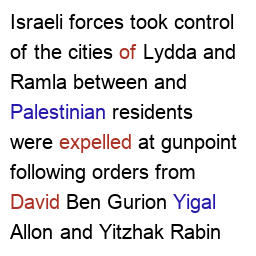 Israeli forces took control
of the cities of Lydda and
Ramla between and
Palestinian residents
were expelled at gunpoint
following orders from
David Ben Gurion Yigal
Allon and Yitzhak Rabin